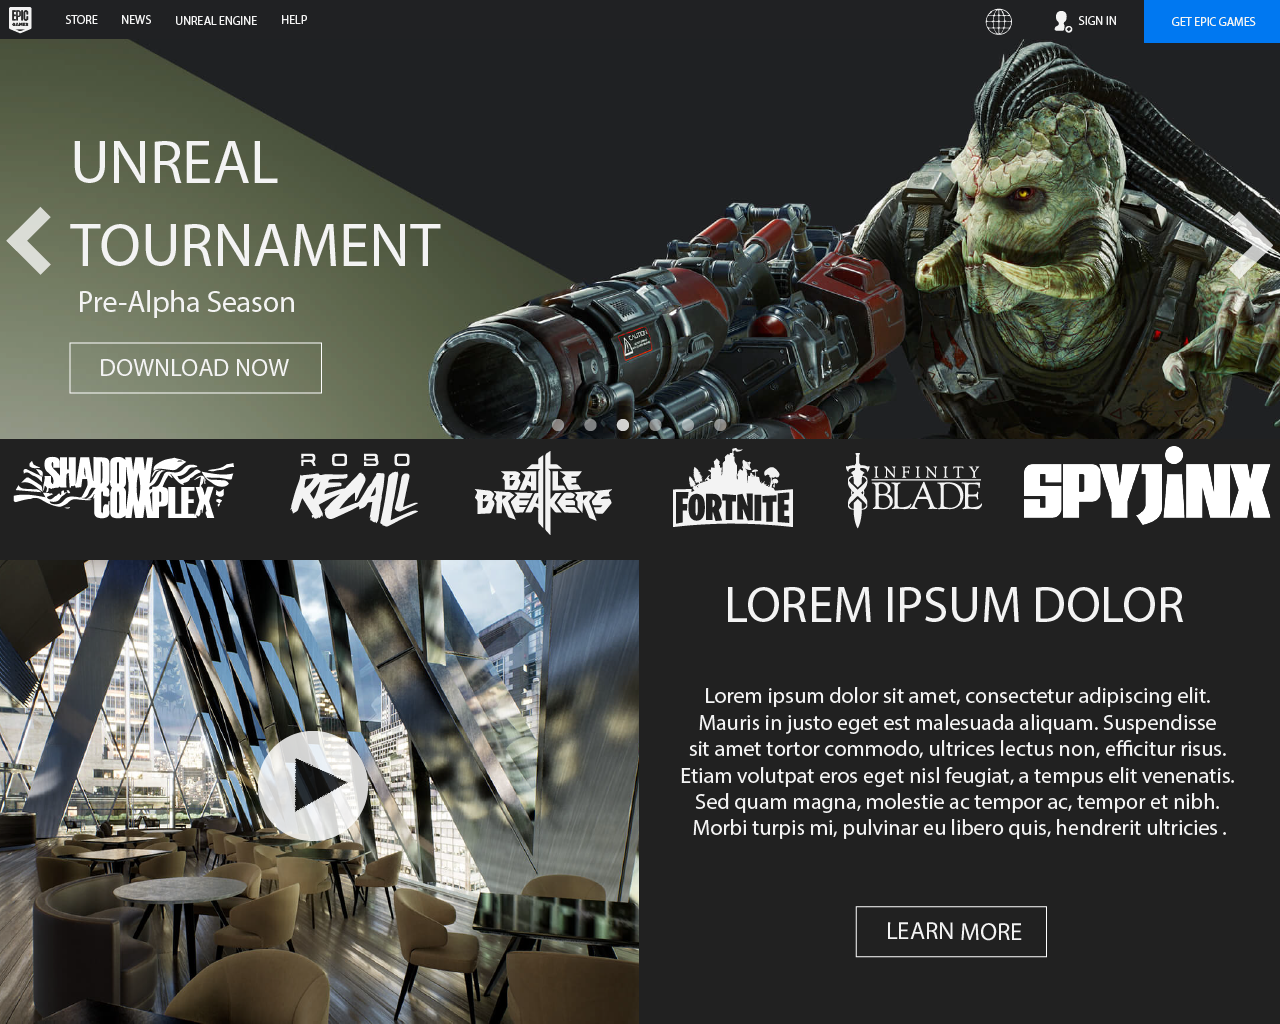 EPIC
GAMES
STORE
NEWS
UNREAL ENGINE
HELP
SIGN IN
GET EPIC GAMES
UNREAL
TOURNAMENT
Pre-Alpha Season
DOWNLOAD NOW
CAUTION
SHADOW
COMPLEX
ROBO
RECALL
BATTLE
BREAKERS
FORTNITE
INFINITY
BLADE
SPYJiNX
LOREM IPSUM DOLOR
Lorem ipsum dolor sit amet, consectetur adipiscing elit.
Mauris in justo eget est malesuada aliquam. Suspendisse
sit amet tortor commodo, ultrices lectus non, efficitur risus.
Etiam volutpat eros eget nisl feugiat, a tempus elit venenatis.
Sed quam magna, molestie ac tempor ac, tempor et nibh.
Morbi turpis mi, pulvinar eu libero quis, hendrerit ultricies .
LEARN MORE